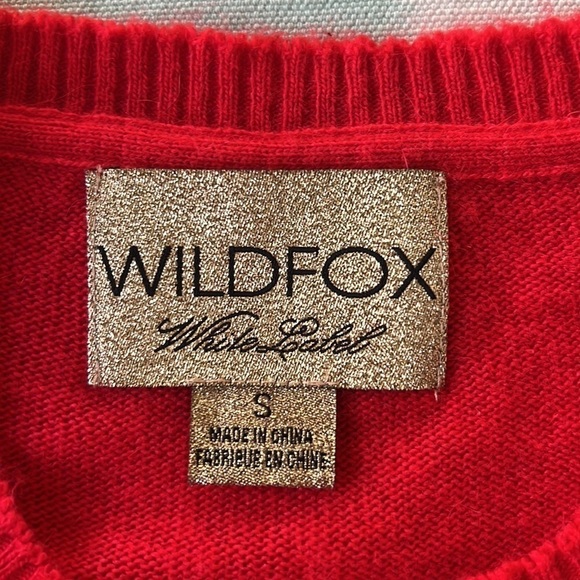 WILDFOX
White Label
S
MADE IN CHINA
FABRIQUE EN CHINE